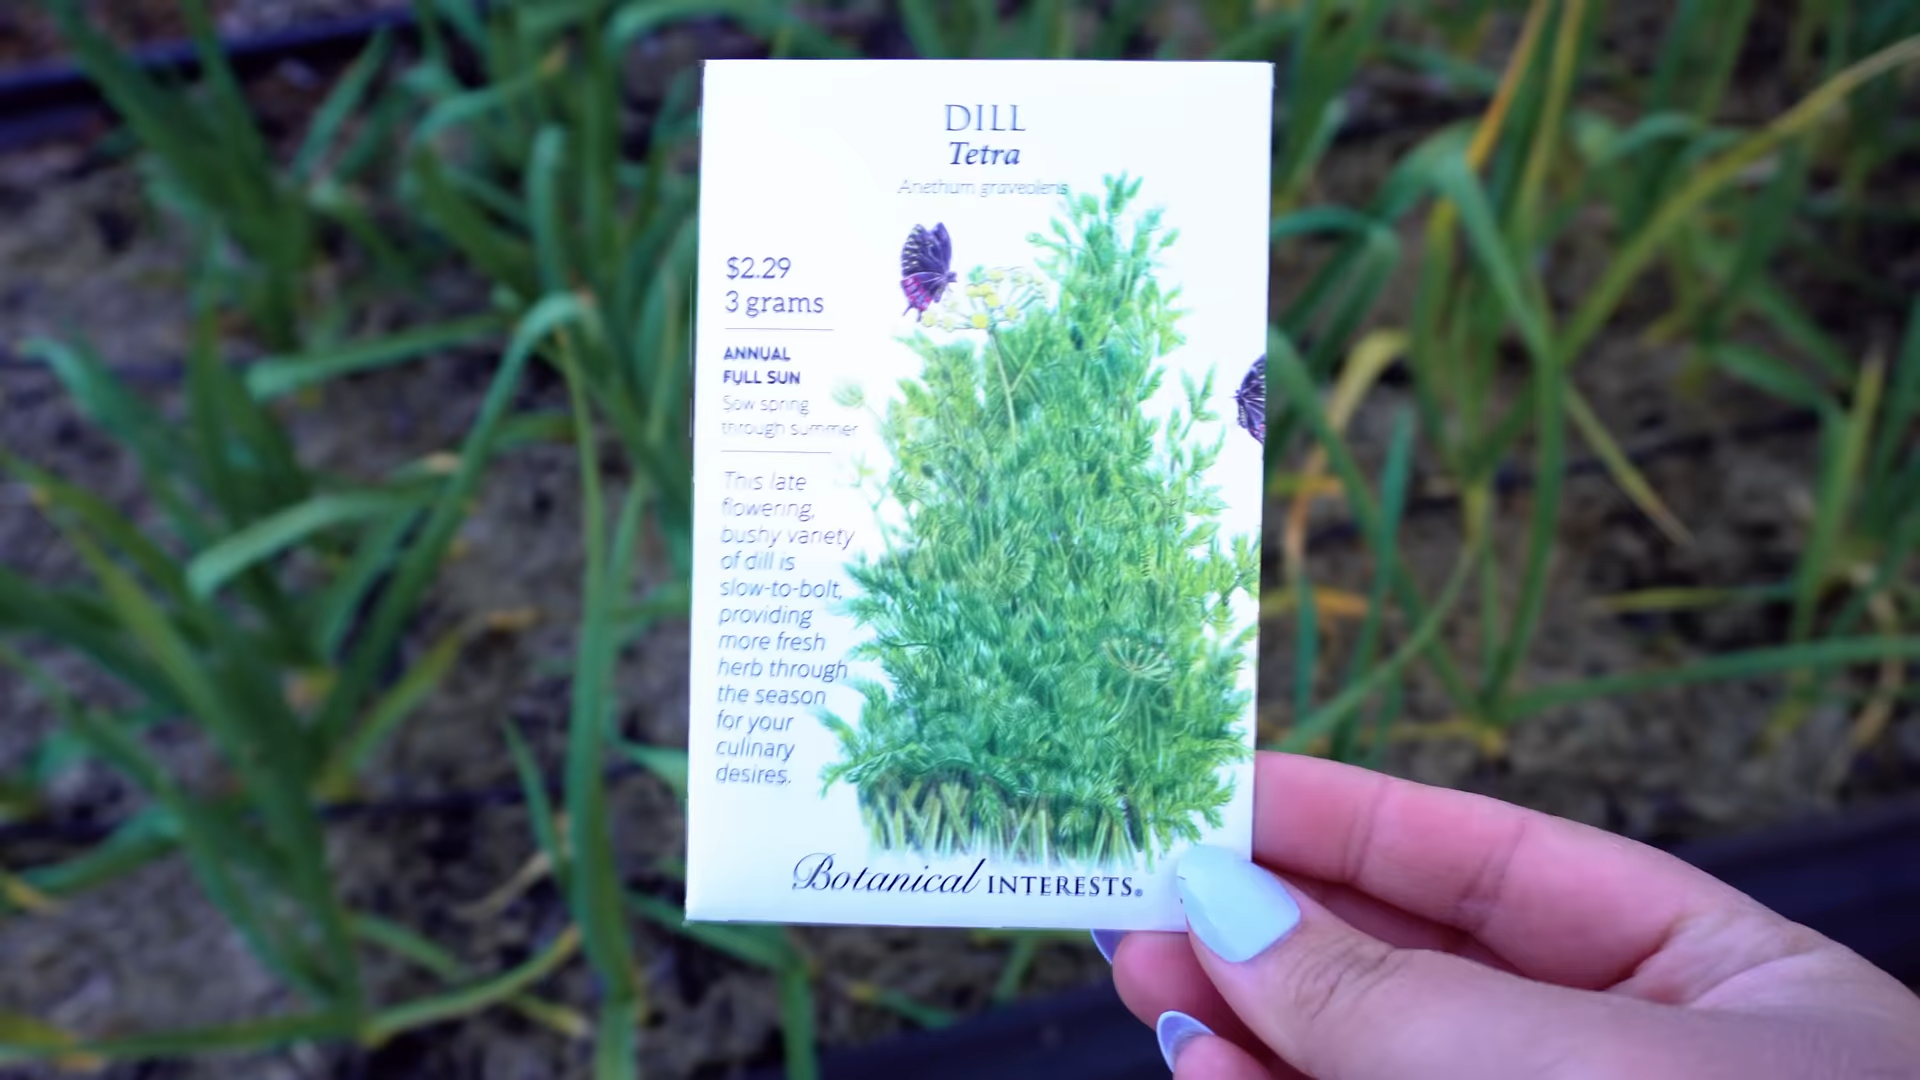 DILL
Tetra
Anethum graveolens
$2.29
3 grams
ANNUAL
FULL SUN
Sow spring
through summer
This late
flowering,
bushy variety
of dill is
slow-to-bolt,
providing
more fresh
herb through
the season
for your
culinary
desires.
Botanical INTERESTS®